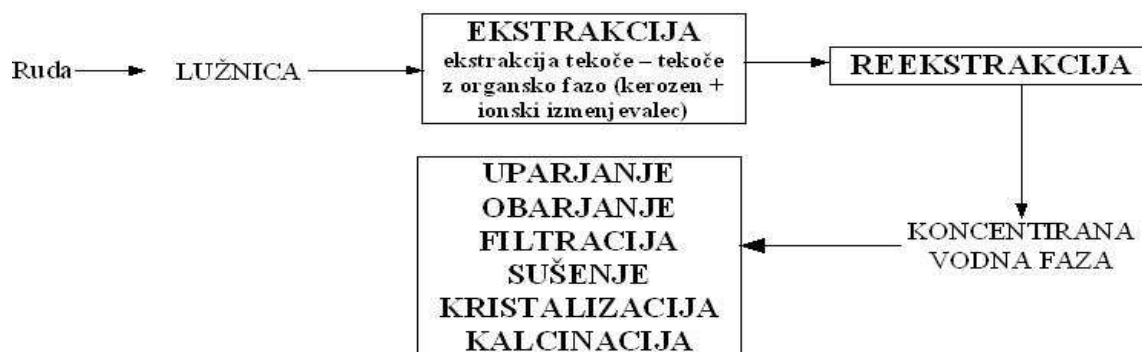 Ruda
LUŽNICA
EKSTRAKCIJA
ekstrakcija tekoče – tekoče
z organsko fazo (kerozen +
ionski izmenjevalec)
REEKSTRAKCIJA
KONCENTIRANA
VODNA FAZA
UPARJANJE
OBARJANJE
FILTRACIJA
SUŠENJE
KRISTALIZACIJA
KALCINACIJA